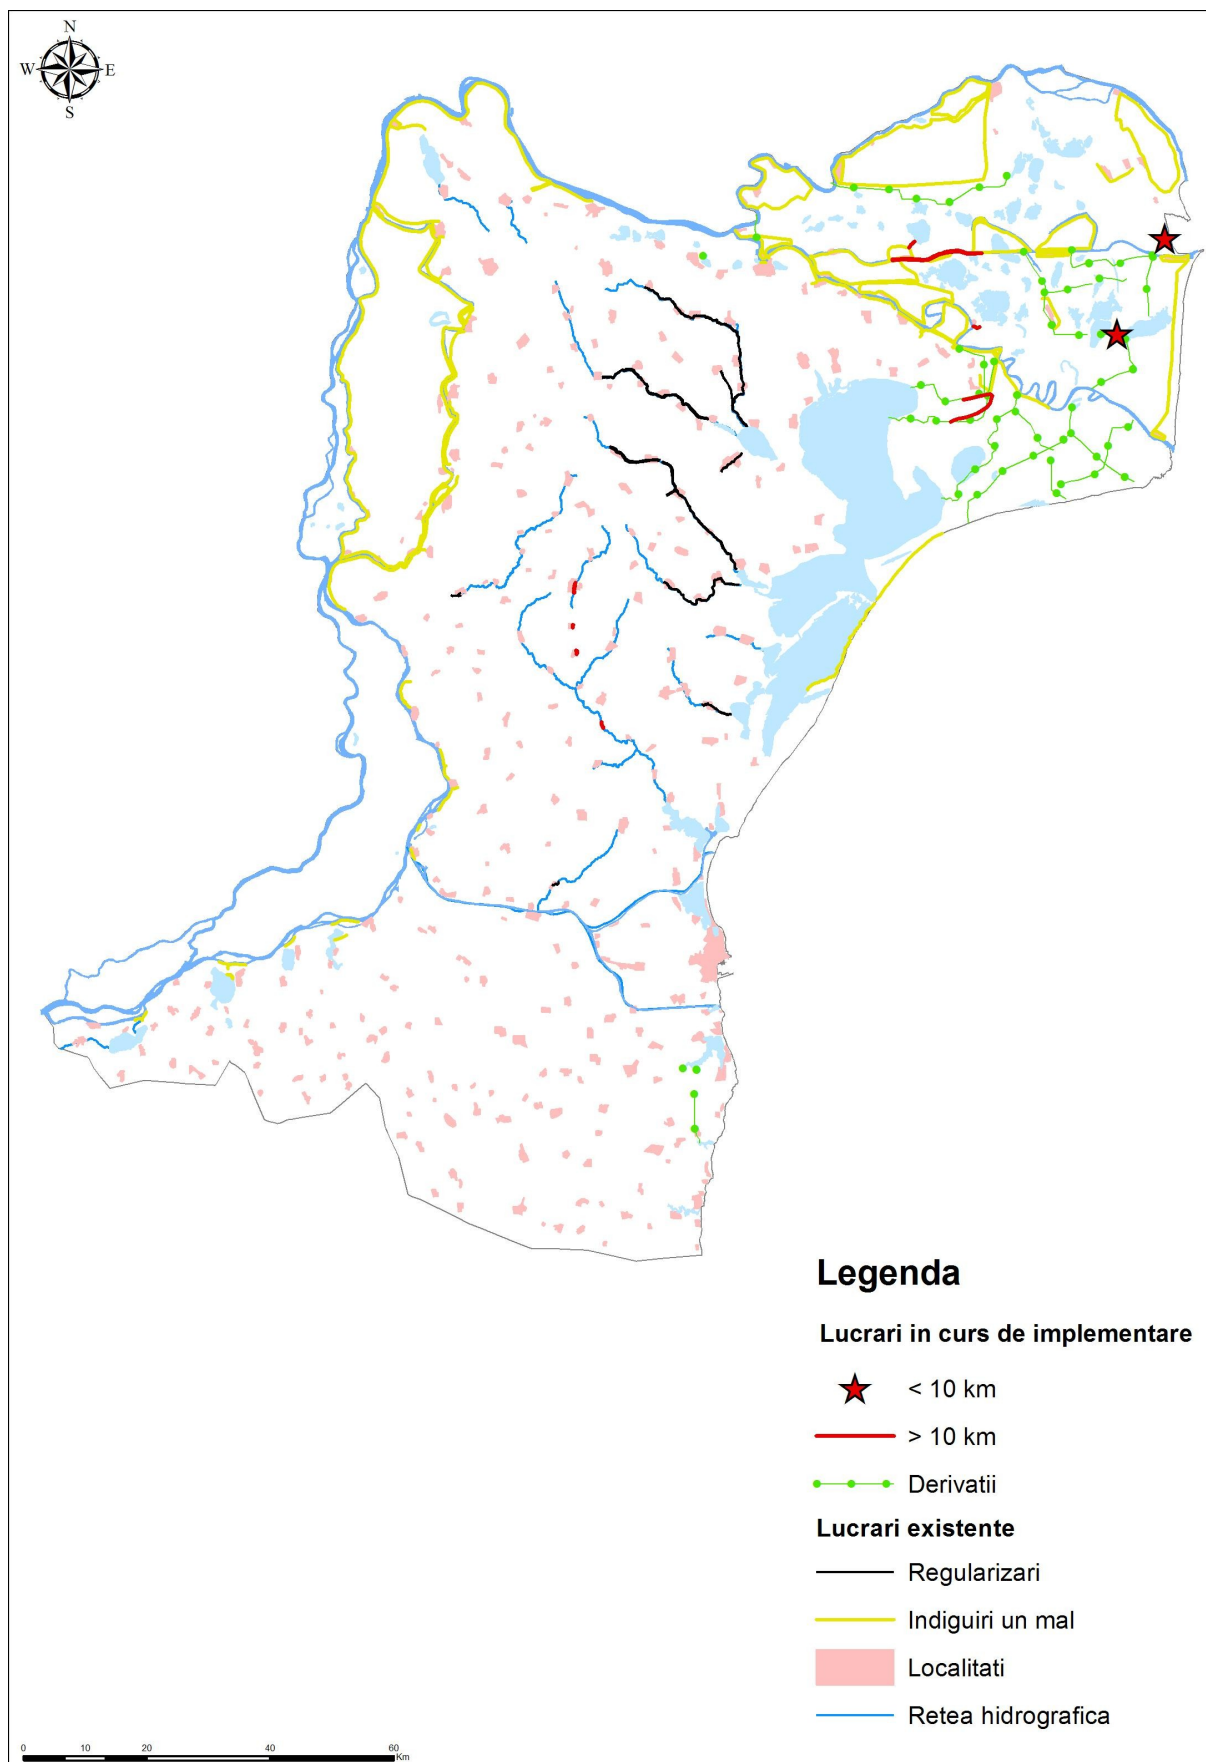 N
W E
S
Legenda
Lucrari in curs de implementare
< 10 km
> 10 km
Derivatii
Lucrari existente
Regularizari
Indiguiri un mal
Localitati
Retea hidrografica
0 10 20 40 60
Km